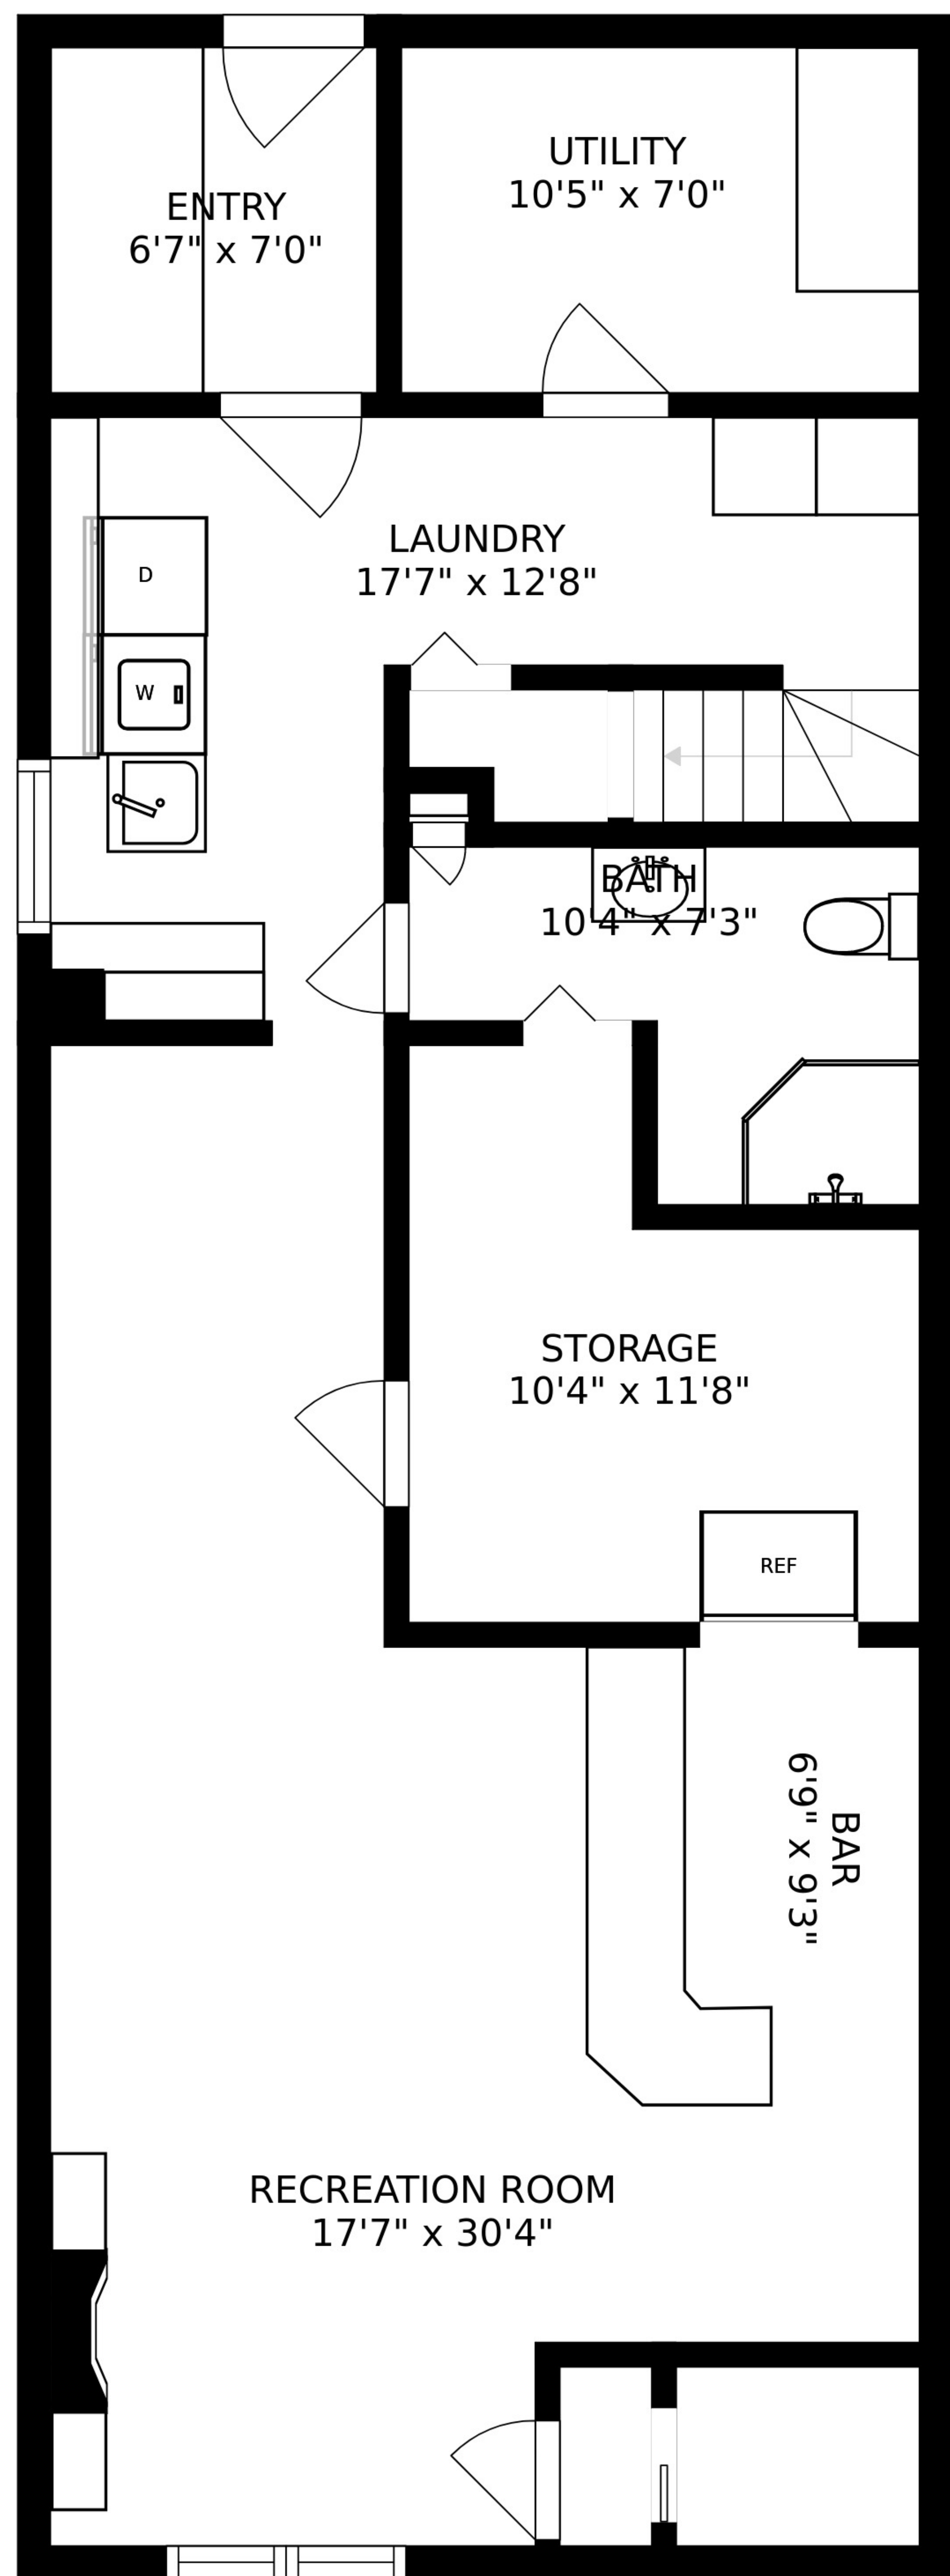 ENTRY
6'7" x 7'0"
UTILITY
10'5" x 7'0"
LAUNDRY
17'7" x 12'8"
D
W
BATH
10'4" x 7'3"
STORAGE
10'4" x 11'8"
REF
BAR
6'9" x 9'3"
RECREATION ROOM
17'7" x 30'4"